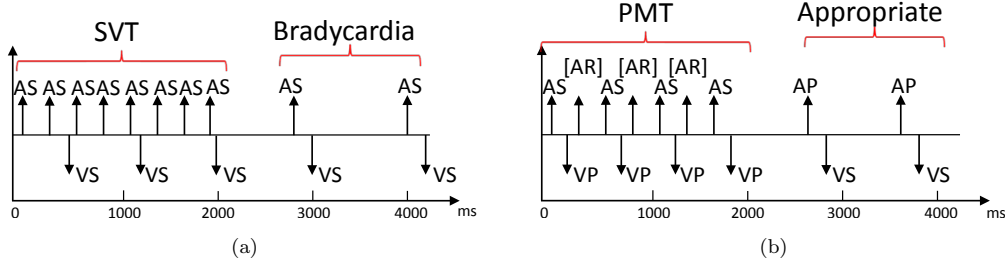 SVT
Bradycardia
AS AS AS AS AS AS AS AS
AS
AS
VS
VS
VS
VS
VS
0
1000
2000
3000
4000
ms
(a)
PMT
Appropriate
[AR] [AR] [AR]
AS AS AS AS
AP
AP
VP
VP
VP
VP
VS
VS
0
1000
2000
3000
4000
ms
(b)